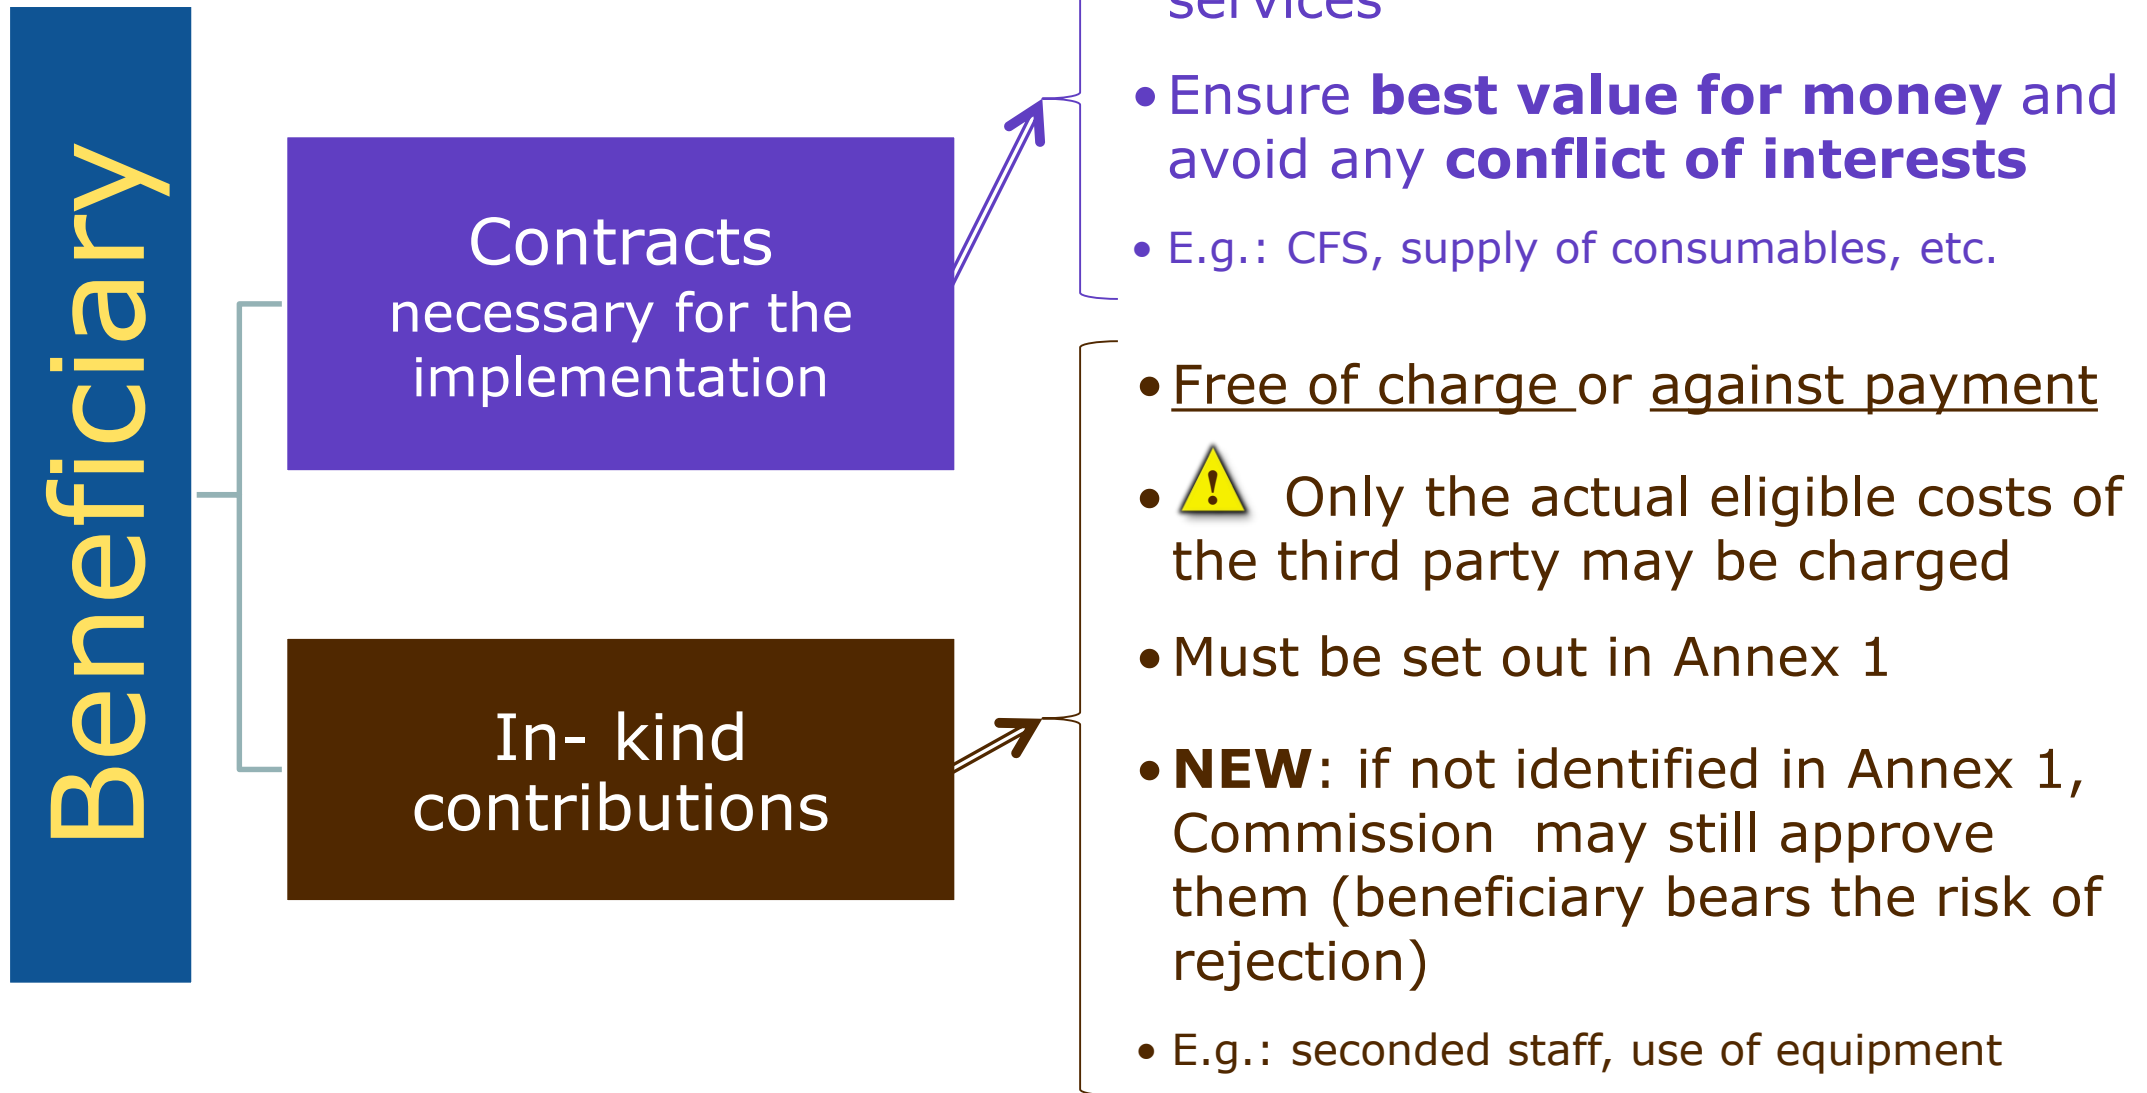 Beneficiary
Contracts
necessary for the
implementation
services
• Ensure best value for money and
avoid any conflict of interests
• E.g.: CFS, supply of consumables, etc.
In- kind
contributions
• Free of charge or against payment
• Only the actual eligible costs of
the third party may be charged
• Must be set out in Annex 1
• NEW: if not identified in Annex 1,
Commission  may still approve
them (beneficiary bears the risk of
rejection)
• E.g.: seconded staff, use of equipment